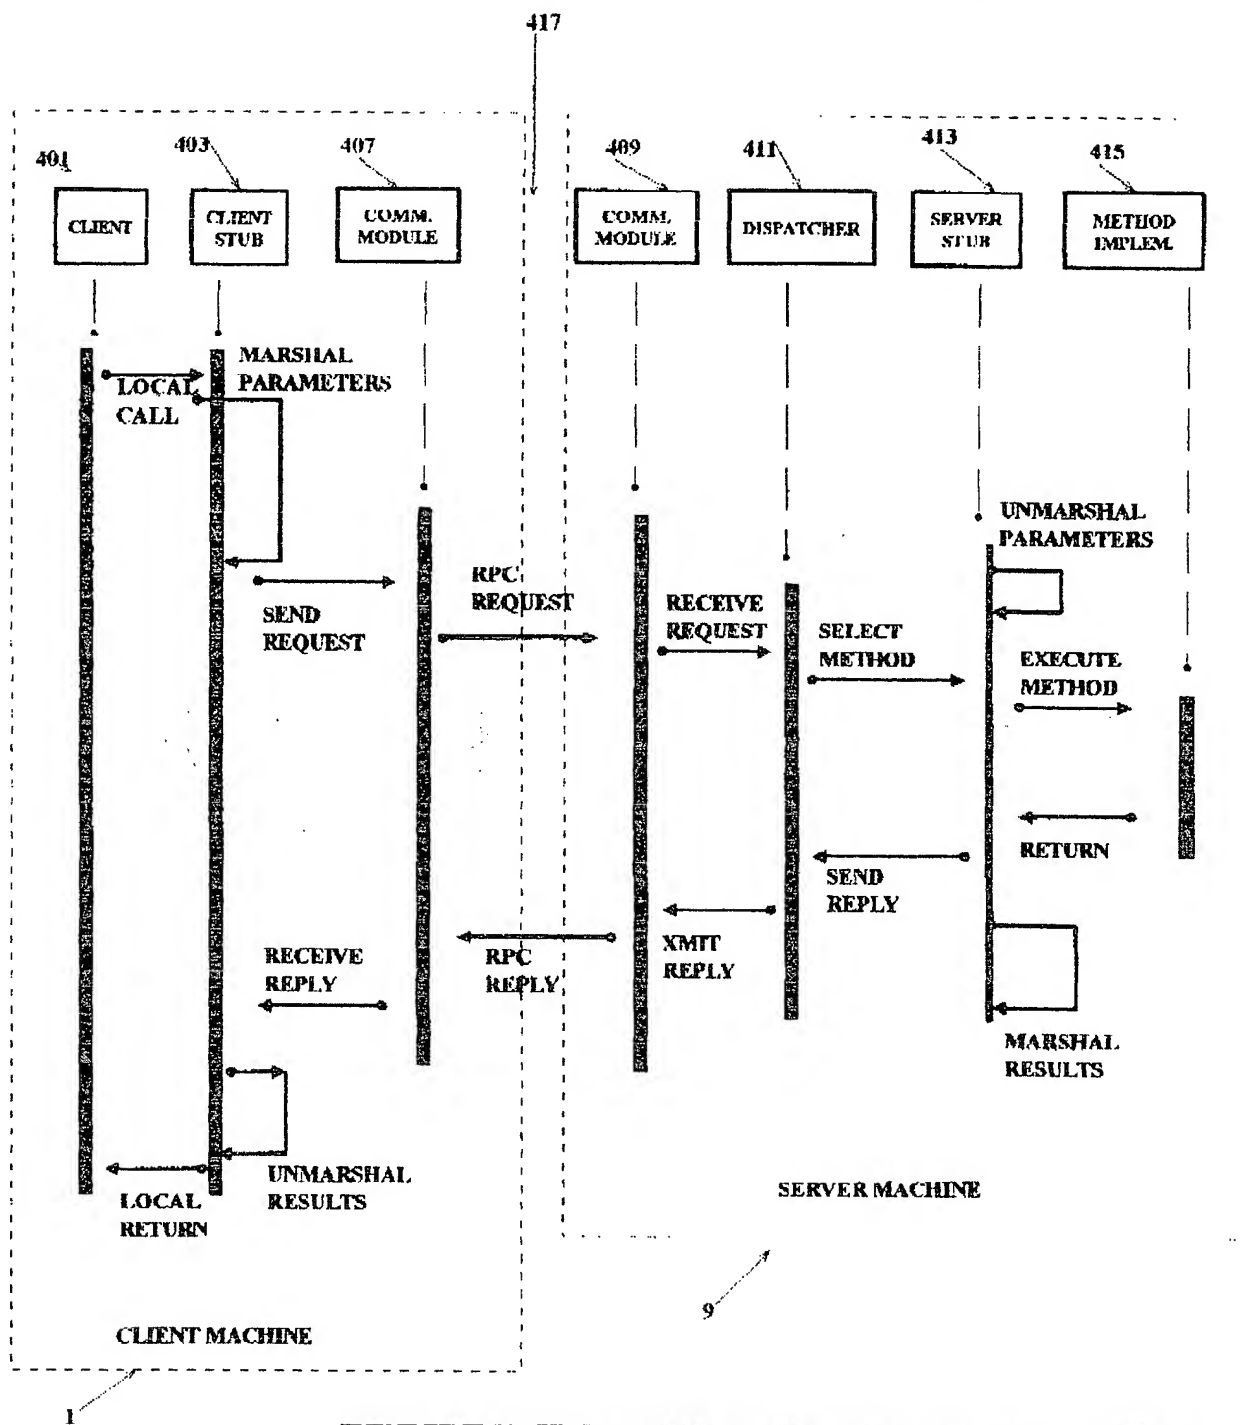 417
401
403
407
409
411
413
415
CLIENT
CLIENT
STUB
COMM.
MODULE
COMM.
MODULE
DISPATCHER
SERVER
STUB
METHOD
IMPLEM.
MARSHAL
PARAMETERS
LOCAL
CALL
UNMARSHAL
PARAMETERS
SEND
REQUEST
RPC
REQUEST
RECEIVE
REQUEST
SELECT
METHOD
EXECUTE
METHOD
RETURN
SEND
REPLY
XMIT
REPLY
RPC
REPLY
RECEIVE
REPLY
MARSHAL
RESULTS
UNMARSHAL
RESULTS
LOCAL
RETURN
SERVER MACHINE
9
CLIENT MACHINE
1